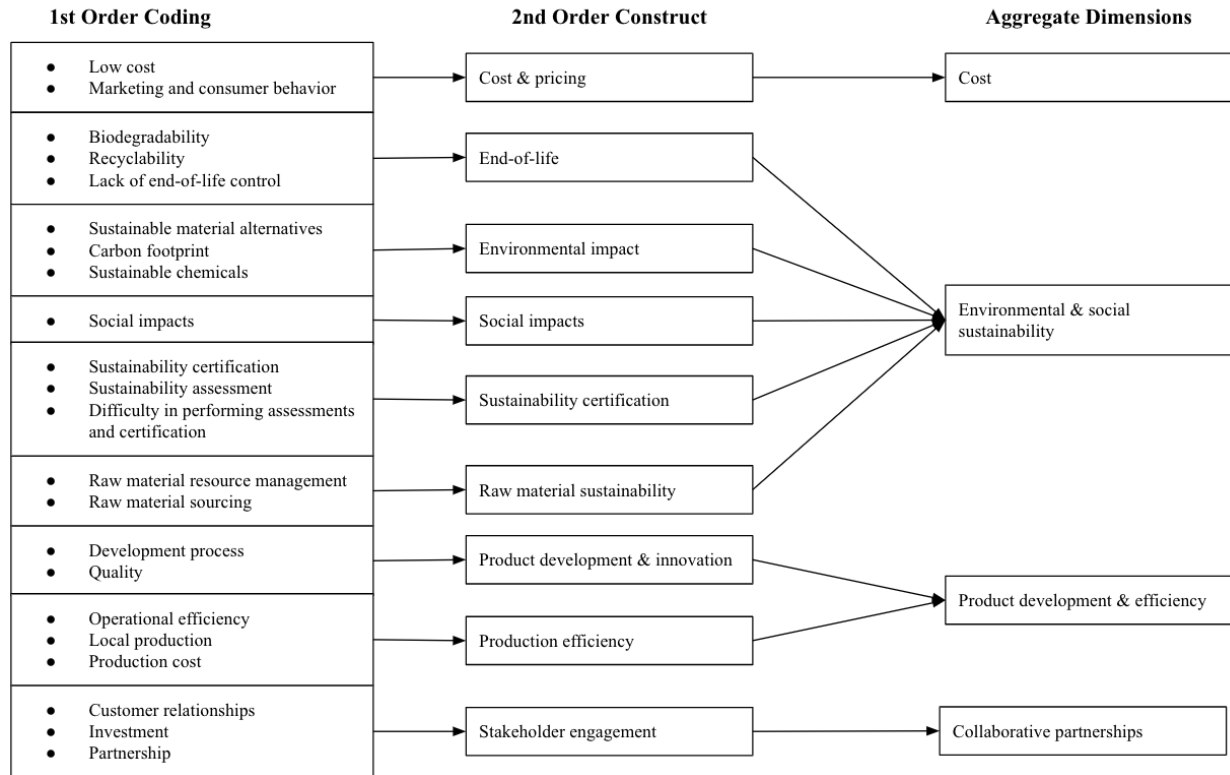 1st Order Coding
2nd Order Construct
Aggregate Dimensions
● Low cost
● Marketing and consumer behavior
Cost & pricing
Cost
● Biodegradability
● Recyclability
● Lack of end-of-life control
End-of-life
● Sustainable material alternatives
● Carbon footprint
● Sustainable chemicals
Environmental impact
● Social impacts
Social impacts
Environmental & social
sustainability
● Sustainability certification
● Sustainability assessment
● Difficulty in performing assessments
and certification
Sustainability certification
● Raw material resource management
● Raw material sourcing
Raw material sustainability
● Development process
● Quality
Product development & innovation
Product development & efficiency
● Operational efficiency
● Local production
● Production cost
Production efficiency
● Customer relationships
● Investment
● Partnership
Stakeholder engagement
Collaborative partnerships